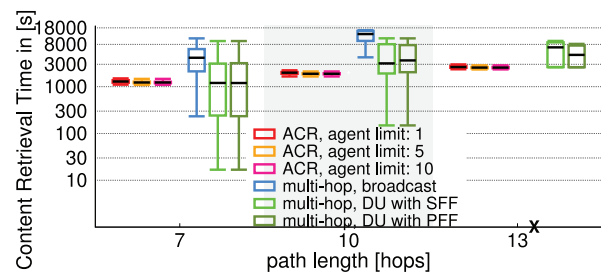 Content Retrieval Time in [s]
18000
8000
3000
1000
300
100
30
10
ACR, agent limit: 1
ACR, agent limit: 5
ACR, agent limit: 10
multi-hop, broadcast
multi-hop, DU with SFF
multi-hop, DU with PFF
7
10
13
x
path length [hops]